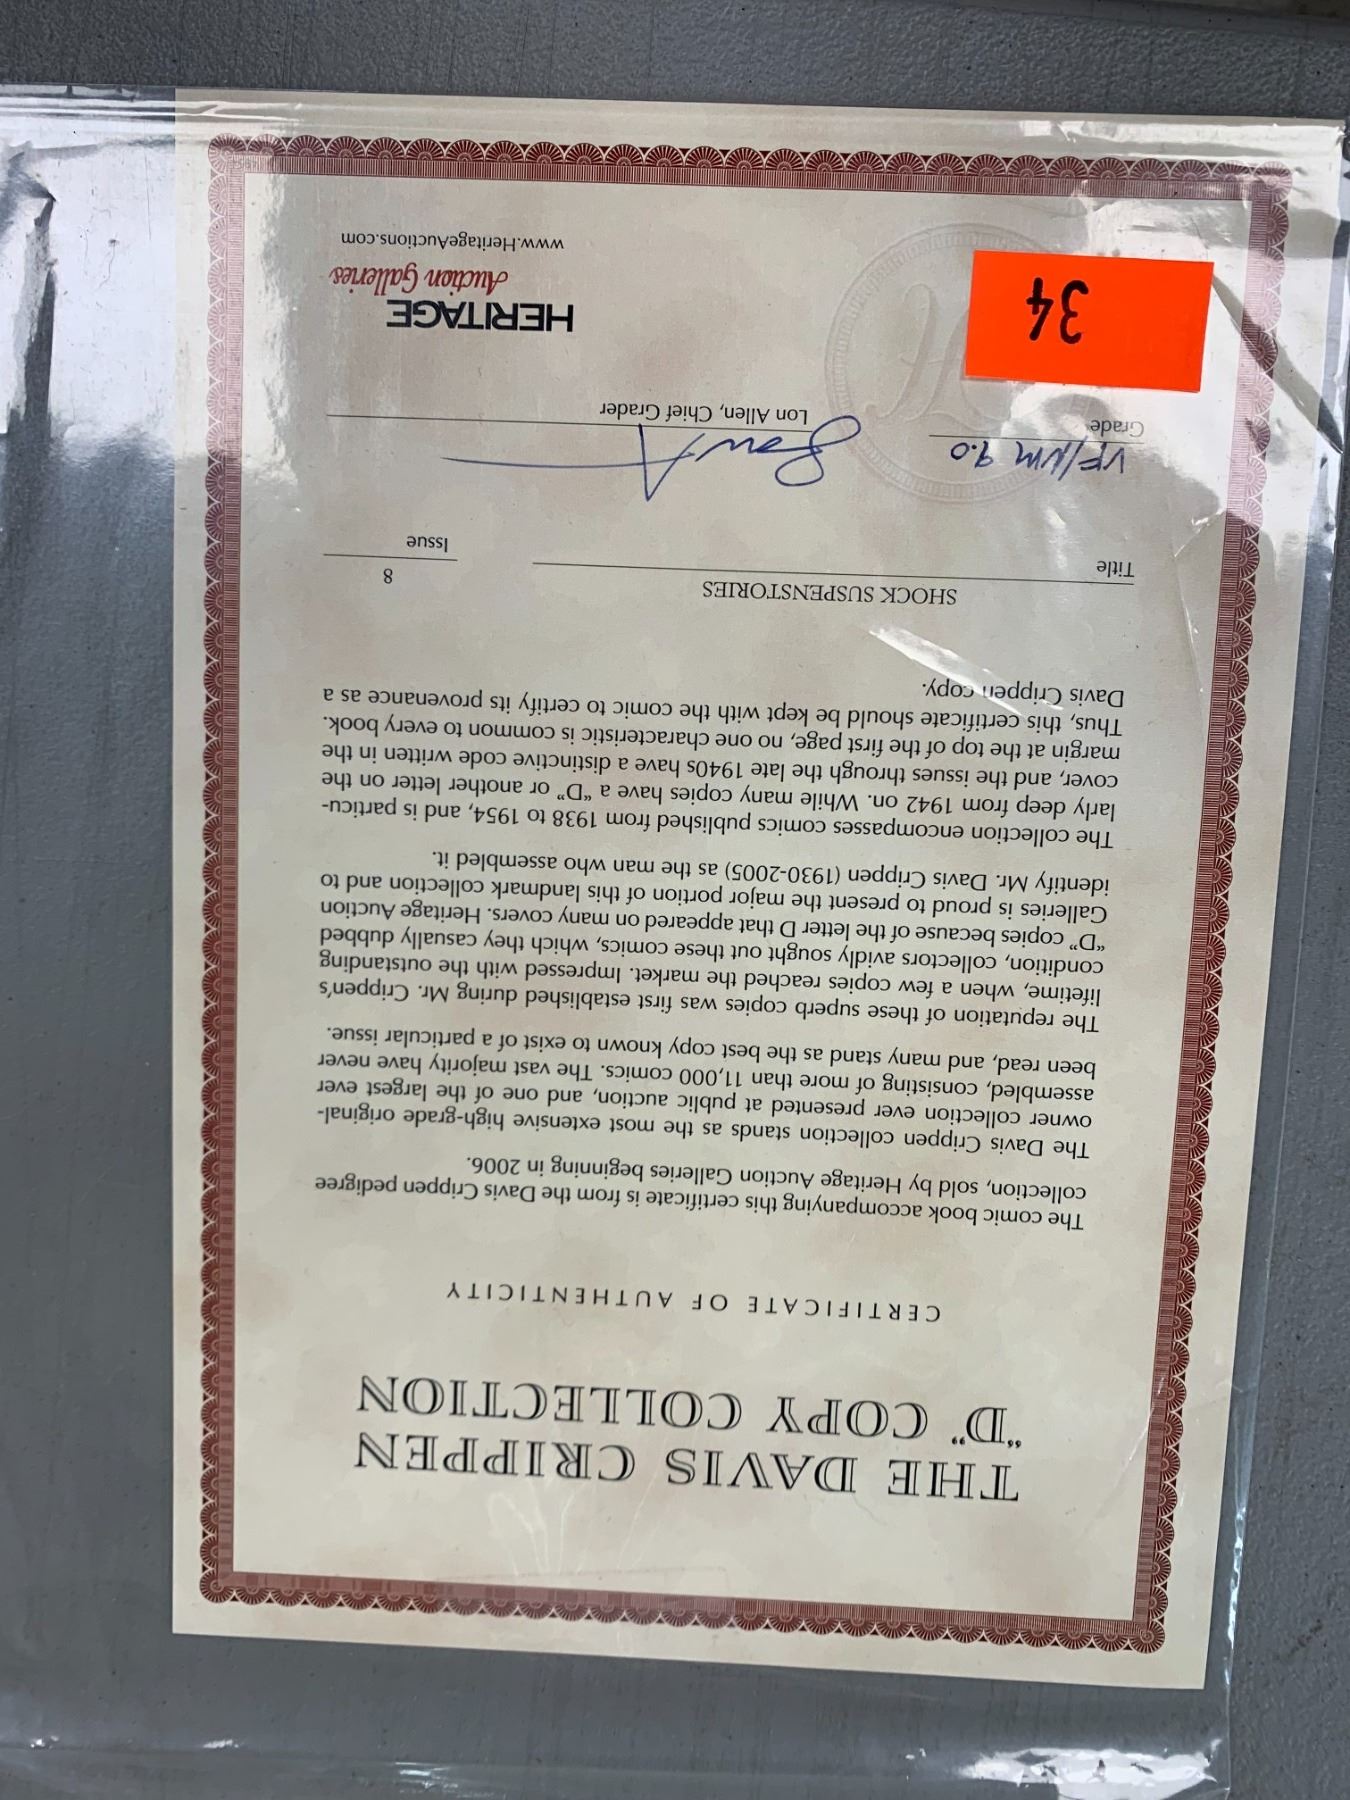 THE DAVIS CRIPPEN
"D" COPY COLLECTION
CERTIFICATE OF AUTHENTICITY
The comic book accompanying this certificate is from the Davis Crippen pedigree
collection, sold by Heritage Auction Galleries beginning in 2006.
The Davis Crippen collection stands as the most extensive high-grade original-
owner collection ever presented at public auction, and one of the largest ever
assembled, consisting of more than 11,000 comics. The vast majority have never
been read, and many stand as the best copy known to exist of a particular issue.
The reputation of these superb copies was first established during Mr. Crippen's
lifetime, when a few copies reached the market. Impressed with the outstanding
condition, collectors avidly sought out these comics, which they casually dubbed
"D" copies because of the letter D that appeared on many covers. Heritage Auction
Galleries is proud to present the major portion of this landmark collection and to
identify Mr. Davis Crippen (1930-2005) as the man who assembled it.
The collection encompasses comics published from 1938 to 1954, and is particu-
larly deep from 1942 on. While many copies have a "D" or another letter on the
cover, and the issues through the late 1940s have a distinctive code written in the
margin at the top of the first page, no one characteristic is common to every book.
Thus, this certificate should be kept with the comic to certify its provenance as a
Davis Crippen copy.
SHOCK SUSPENSTORIES 8
Title Issue
VF/NM 9.0
Grade Lon Allen, Chief Grader
34
HERITAGE
Auction Galleries
www.HeritageAuctions.com